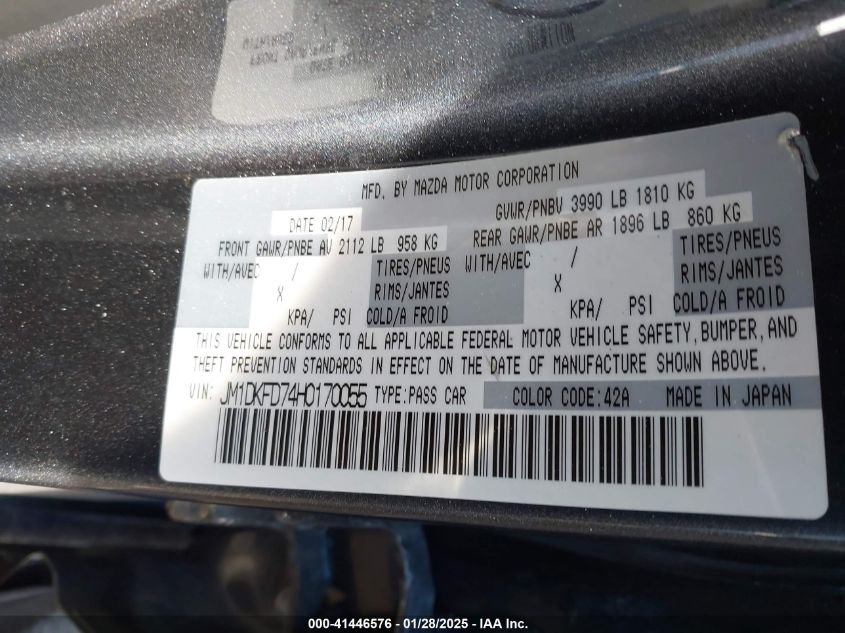 MFD. BY MAZDA MOTOR CORPORATION
DATE 02/17
GVWR/PNBV 3990 LB 1810 KG
FRONT GAWR/PNBE AV 2112 LB 958 KG
REAR GAWR/PNBE AR 1896 LB 860 KG
WITH/AVEC / TIRES/PNEUS WITH/AVEC / TIRES/PNEUS
X RIMS/JANTES X RIMS/JANTES
KPA/ PSI COLD/A FROID KPA/ PSI COLD/A FROID
THIS VEHICLE CONFORMS TO ALL APPLICABLE FEDERAL MOTOR VEHICLE SAFETY, BUMPER, AND
THEFT PREVENTION STANDARDS IN EFFECT ON THE DATE OF MANUFACTURE SHOWN ABOVE.
VIN: JM1DKFD74H0170055 TYPE:PASS CAR COLOR CODE:42A MADE IN JAPAN
000-41446576 - 01/28/2025 - IAA Inc.